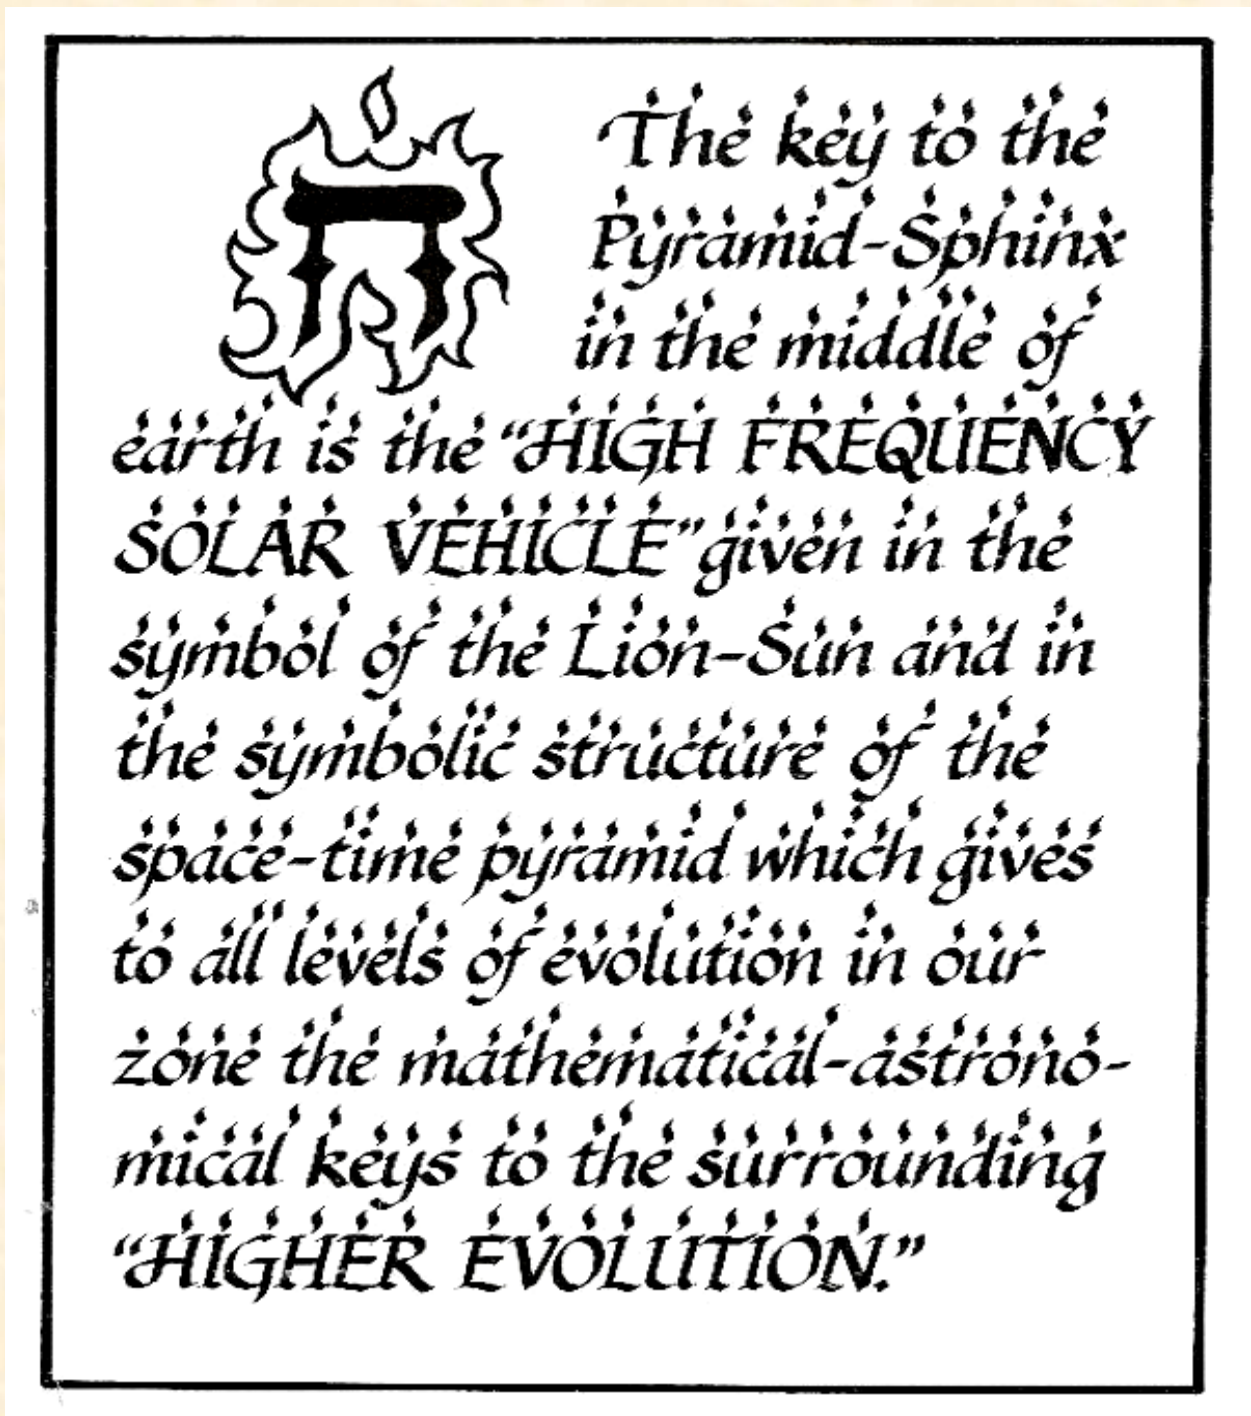 ח
The key to the
Pyramid-Sphinx
in the middle of
earth is the “HIGH FREQUENCY
SOLAR VEHICLE” given in the
symbol of the Lion-Sun and in
the symbolic structure of the
space-time pyramid which gives
to all levels of evolution in our
zone the mathematical-astrono-
mical keys to the surrounding
“HIGHER EVOLUTION.”